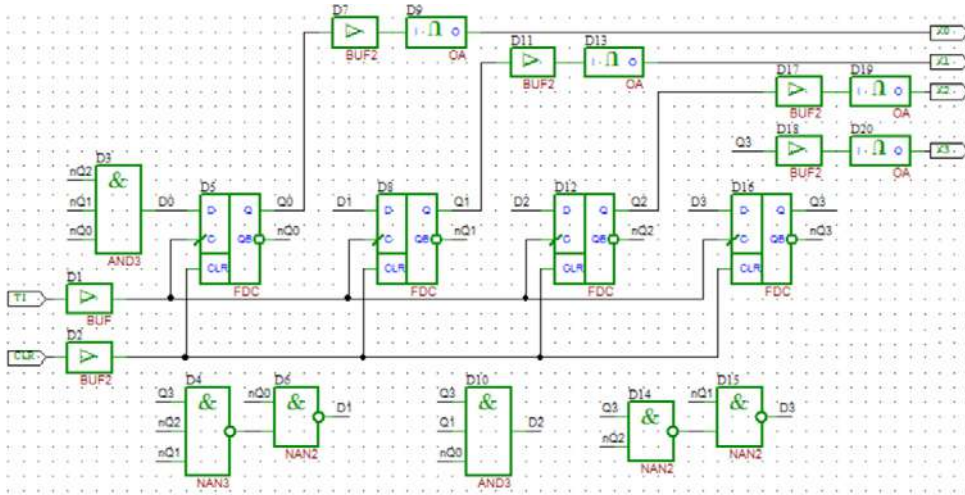 D7
D9
I
O
X0
BUF2
OA
D11
D13
I
O
X1
BUF2
OA
D17
D19
I
O
X2
BUF2
OA
Q3
D18
D20
I
O
X3
BUF2
OA
D3
nQ2
&
nQ1
nQ0
AND3
D0
D5
D
Q
Q0
C
QB
nQ0
CLR
FDC
D1
D8
D
Q
Q1
C
QB
nQ1
CLR
FDC
D2
D12
D
Q
Q2
C
QB
nQ2
CLR
FDC
D3
D16
D
Q
Q3
C
QB
nQ3
CLR
FDC
T1
D1
BUF
CLR
D2
BUF2
D4
Q3
&
nQ2
nQ1
NAN3
D6
nQ0
&
D1
NAN2
D10
Q3
&
Q1
D2
nQ0
AND3
D14
Q3
&
nQ2
NAN2
D15
nQ1
&
D3
NAN2